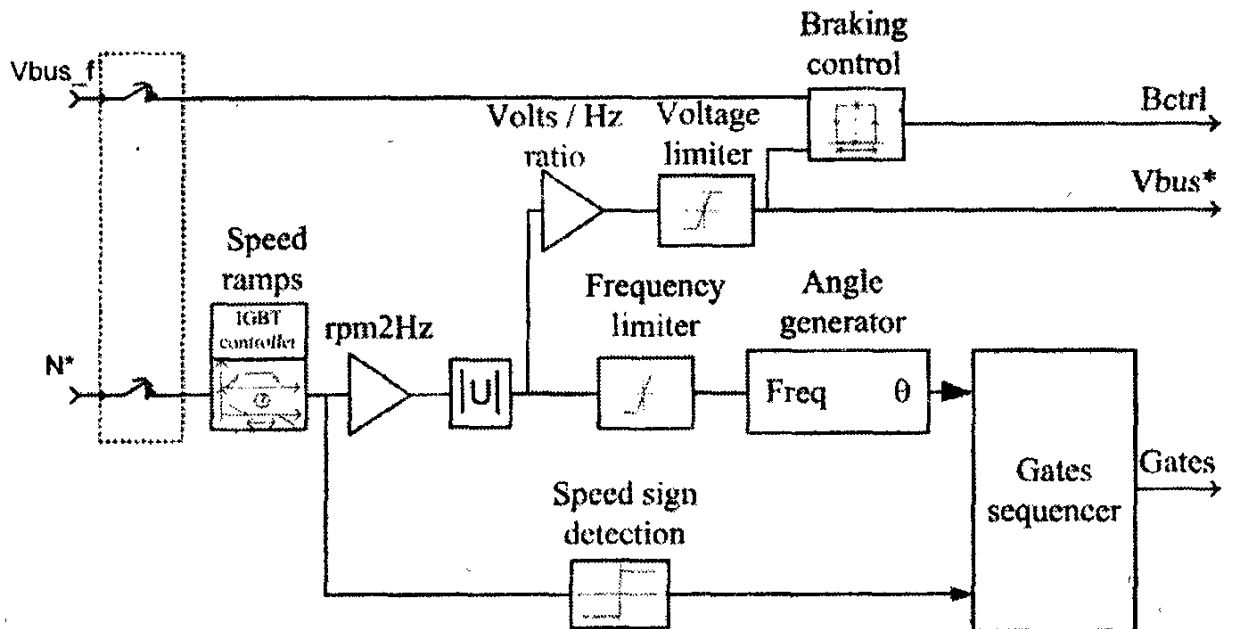 Braking
control
Vbus_f
Bctrl
Volts / Hz
ratio
Voltage
limiter
Vbus*
Speed
ramps
IGBT
controller
rpm2Hz
N*
|U|
Frequency
limiter
Angle
generator
Freq θ
Gates
sequencer
Gates
Speed sign
detection